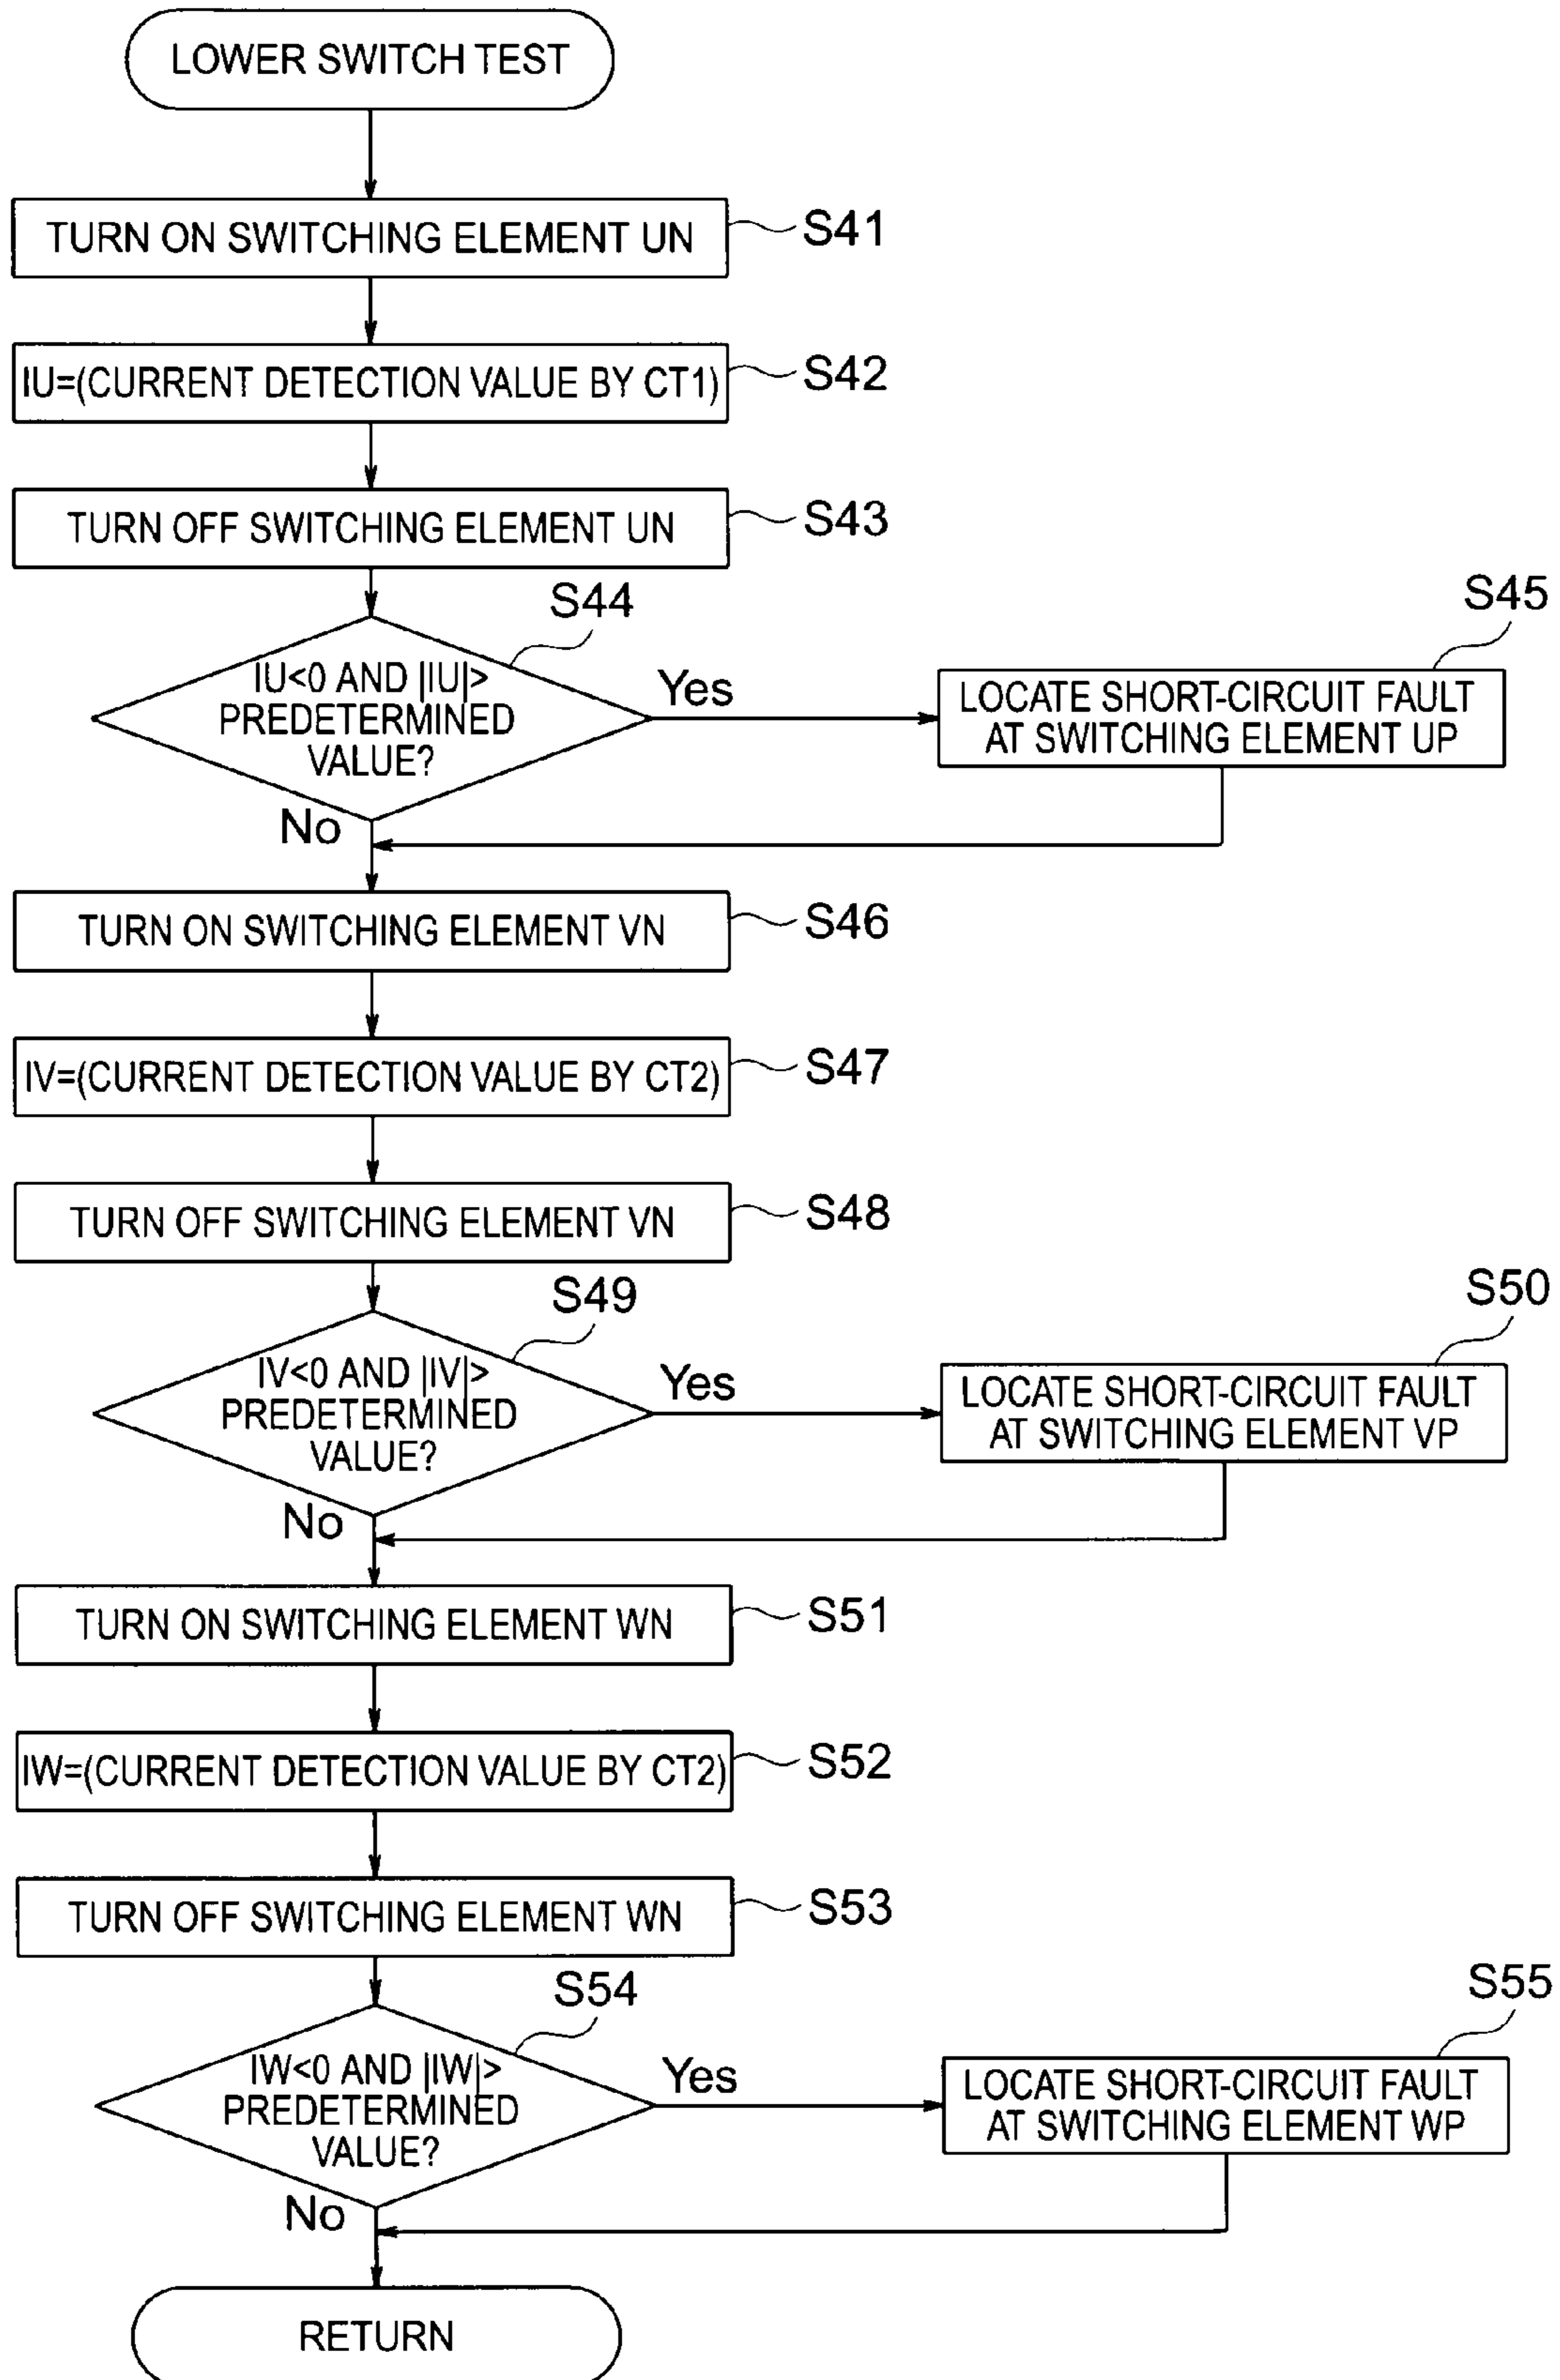 LOWER SWITCH TEST
TURN ON SWITCHING ELEMENT UN
S41
IU=(CURRENT DETECTION VALUE BY CT1)
S42
TURN OFF SWITCHING ELEMENT UN
S43
S44
IU<0 AND |IU|>
PREDETERMINED
VALUE?
Yes
No
S45
LOCATE SHORT-CIRCUIT FAULT
AT SWITCHING ELEMENT UP
TURN ON SWITCHING ELEMENT VN
S46
IV=(CURRENT DETECTION VALUE BY CT2)
S47
TURN OFF SWITCHING ELEMENT VN
S48
S49
IV<0 AND |IV|>
PREDETERMINED
VALUE?
Yes
No
S50
LOCATE SHORT-CIRCUIT FAULT
AT SWITCHING ELEMENT VP
TURN ON SWITCHING ELEMENT WN
S51
IW=(CURRENT DETECTION VALUE BY CT2)
S52
TURN OFF SWITCHING ELEMENT WN
S53
S54
IW<0 AND |IW|>
PREDETERMINED
VALUE?
Yes
No
S55
LOCATE SHORT-CIRCUIT FAULT
AT SWITCHING ELEMENT WP
RETURN